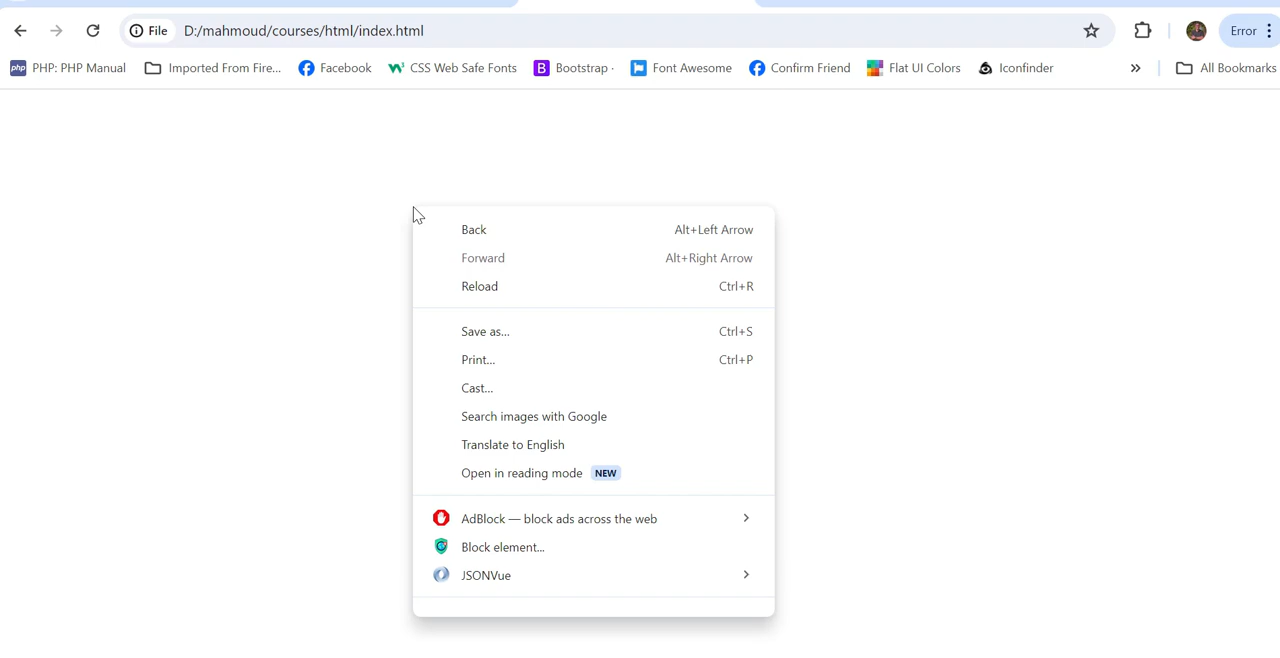 File D:/mahmoud/courses/html/index.html Error
php PHP: PHP Manual Imported From Fire... Facebook CSS Web Safe Fonts B Bootstrap · Font Awesome Confirm Friend Flat UI Colors Iconfinder » All Bookmarks
Back Alt+Left Arrow
Forward Alt+Right Arrow
Reload Ctrl+R
Save as... Ctrl+S
Print... Ctrl+P
Cast...
Search images with Google
Translate to English
Open in reading mode NEW
AdBlock — block ads across the web
Block element...
JSONVue